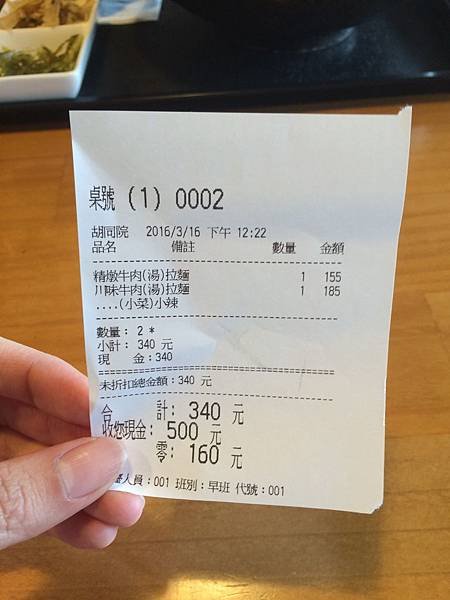 桌號 (1) 0002
胡同院 2016/3/16 下午 12:22
品名 備註 數量 金額
精燉牛肉(湯)拉麵 1 155
川味牛肉(湯)拉麵 1 185
....(小菜)小辣
數量: 2 *
小計: 340 元
現 金:340
未折扣總金額:340 元
合 計: 340 元
收您現金: 500 元
零: 160 元
人員:001 班別:早班 代號:001